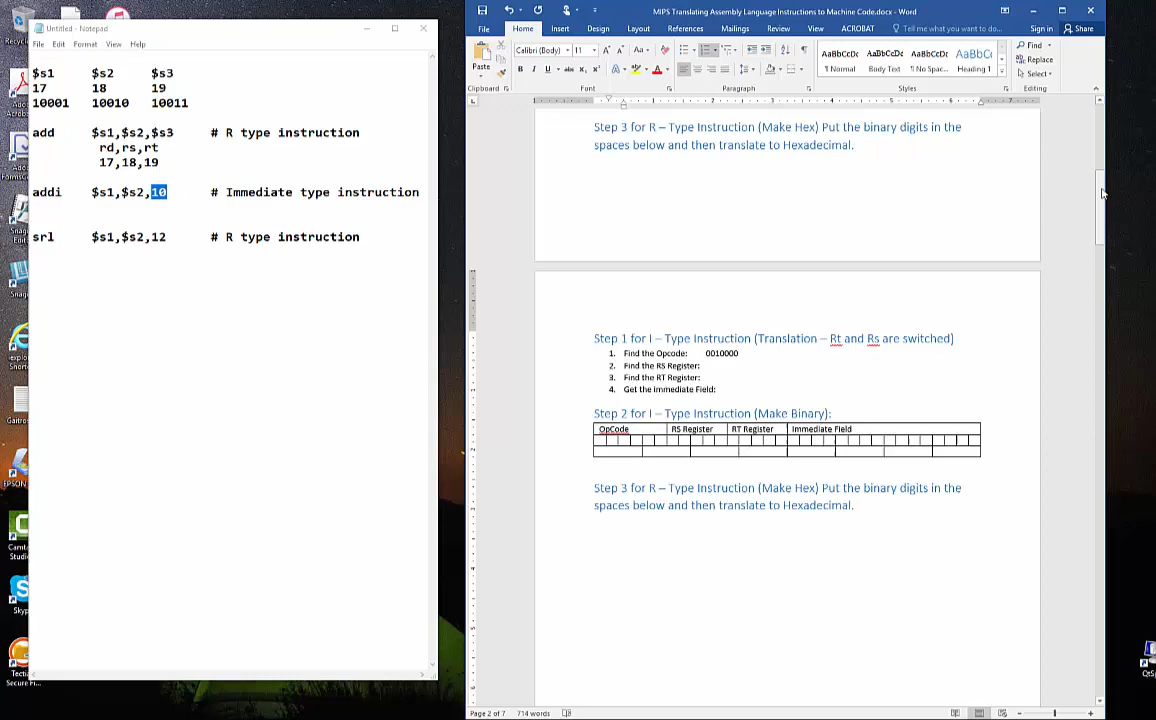 Untitled - Notepad
File Edit Format View Help
$s1 $s2 $s3
17 18 19
10001 10010 10011
add $s1,$s2,$s3 # R type instruction
rd,rs,rt
17,18,19
addi $s1,$s2,10 # Immediate type instruction
srl $s1,$s2,12 # R type instruction
MIPS Translating Assembly Language Instructions to Machine Code.docx - Word
File Home Insert Design Layout References Mailings Review View ACROBAT Tell me what you want to do... Sign in Share
Paste
Calibri (Body) 11
AaBbCcDc AaBbCcDc AaBbCcDc AaBbCc
¶ Normal Body Text ¶ No Spac... Heading 1
Find
Replace
Select
Clipboard Font Paragraph Styles Editing
Step 3 for R – Type Instruction (Make Hex) Put the binary digits in the
spaces below and then translate to Hexadecimal.
Step 1 for I – Type Instruction (Translation – Rt and Rs are switched)
1. Find the Opcode: 0010000
2. Find the RS Register:
3. Find the RT Register:
4. Get the immediate Field:
Step 2 for I – Type Instruction (Make Binary):
OpCode RS Register RT Register Immediate Field
Step 3 for R – Type Instruction (Make Hex) Put the binary digits in the
spaces below and then translate to Hexadecimal.
Page 2 of 7 714 words